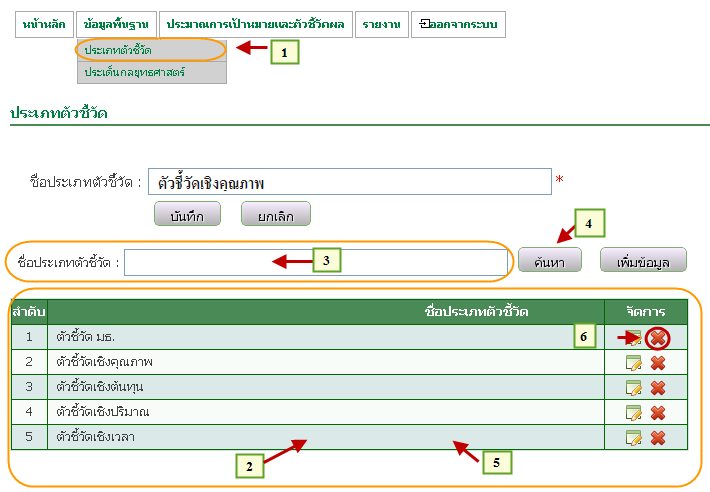 หน้าหลัก ข้อมูลพื้นฐาน ประมาณการเป้าหมายและตัวชี้วัดผล รายงาน ออกจากระบบ
ประเภทตัวชี้วัด 1
ประเด็นกลยุทธศาสตร์
ประเภทตัวชี้วัด
ชื่อประเภทตัวชี้วัด : ตัวชี้วัดเชิงคุณภาพ *
บันทึก ยกเลิก
4
ชื่อประเภทตัวชี้วัด : 3 ค้นหา เพิ่มข้อมูล
ลำดับ ชื่อประเภทตัวชี้วัด จัดการ
1 ตัวชี้วัด มธ. 6
2 ตัวชี้วัดเชิงคุณภาพ
3 ตัวชี้วัดเชิงต้นทุน
4 ตัวชี้วัดเชิงปริมาณ
5 ตัวชี้วัดเชิงเวลา
2 5